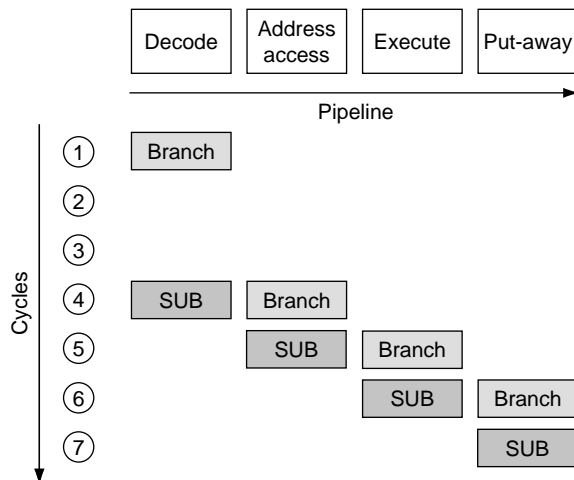 Decode
Address
access
Execute
Put-away
Pipeline
Cycles
1
Branch
2
3
4
SUB
Branch
5
SUB
Branch
6
SUB
Branch
7
SUB